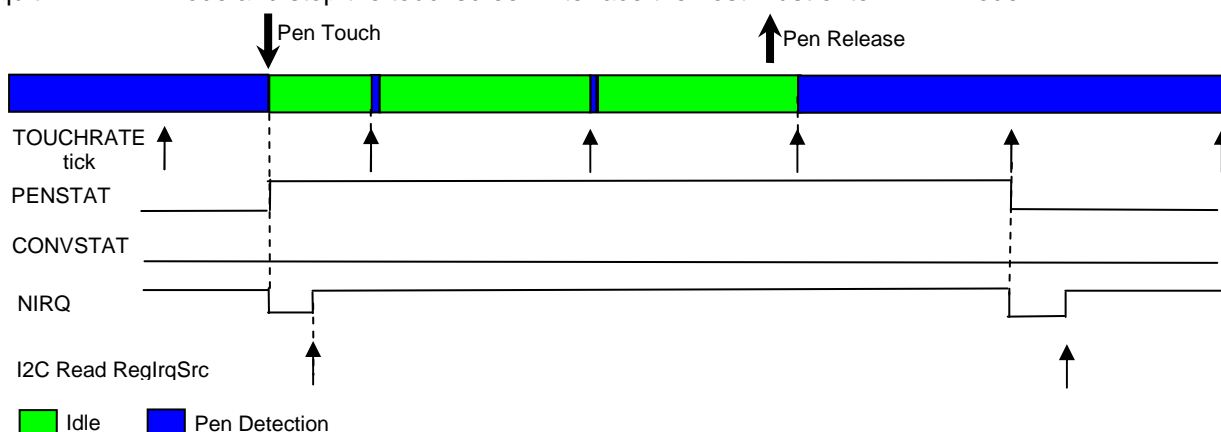 Pen Touch
Pen Release
TOUCHRATE
tick
PENSTAT
CONVSTAT
NIRQ
I2C Read RegIrqSrc
Idle
Pen Detection